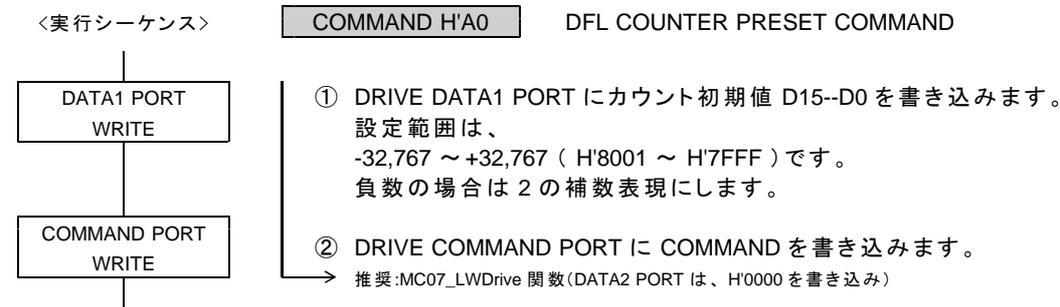 <実行シーケンス>
COMMAND H'A0 DFL COUNTER PRESET COMMAND
DATA1 PORT
WRITE
① DRIVE DATA1 PORT にカウント初期値 D15--D0 を書き込みます。
設定範囲は、
-32,767 ～ +32,767 ( H'8001 ～ H'7FFF ) です。
負数の場合は 2 の補数表現にします。
COMMAND PORT
WRITE
② DRIVE COMMAND PORT に COMMAND を書き込みます。
推奨:MC07_LWDrive 関数(DATA2 PORT は、H'0000 を書き込み)